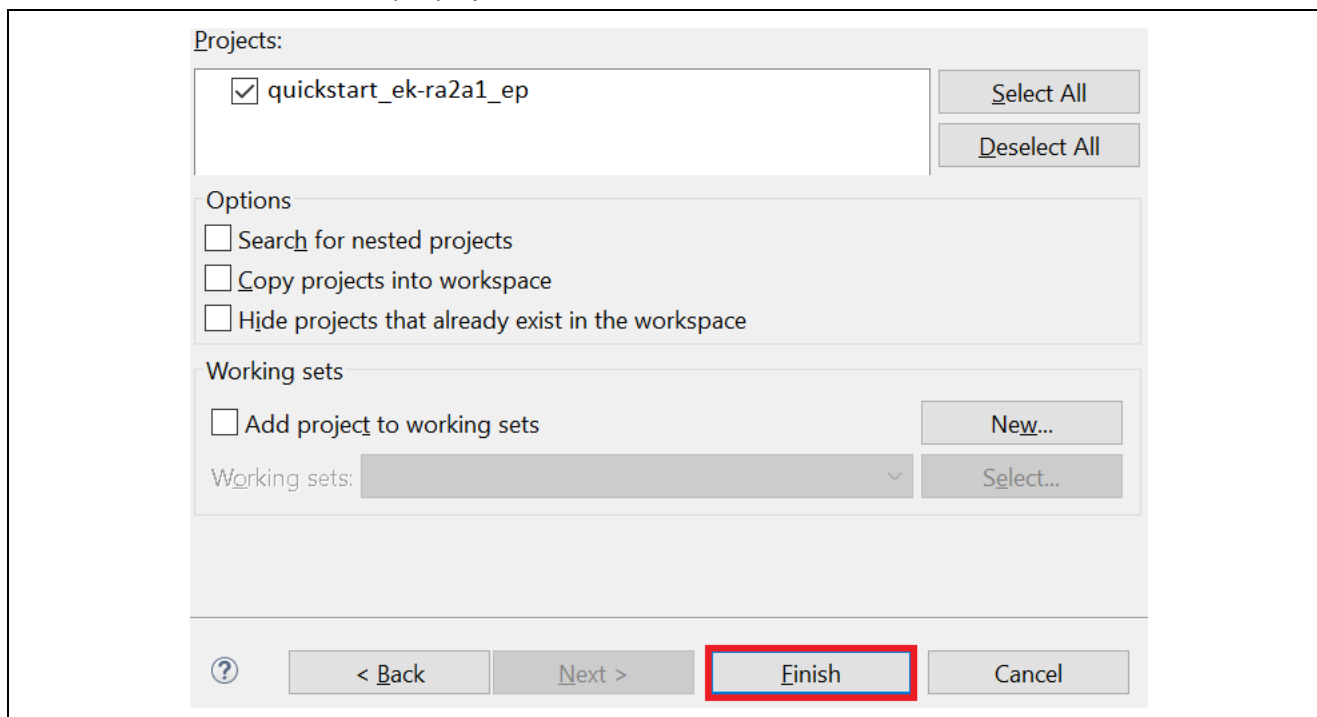 Projects:
quickstart_ek-ra2a1_ep
Select All
Deselect All
Options
Search for nested projects
Copy projects into workspace
Hide projects that already exist in the workspace
Working sets
Add project to working sets
New...
Working sets:
Select...
?
< Back
Next >
Finish
Cancel